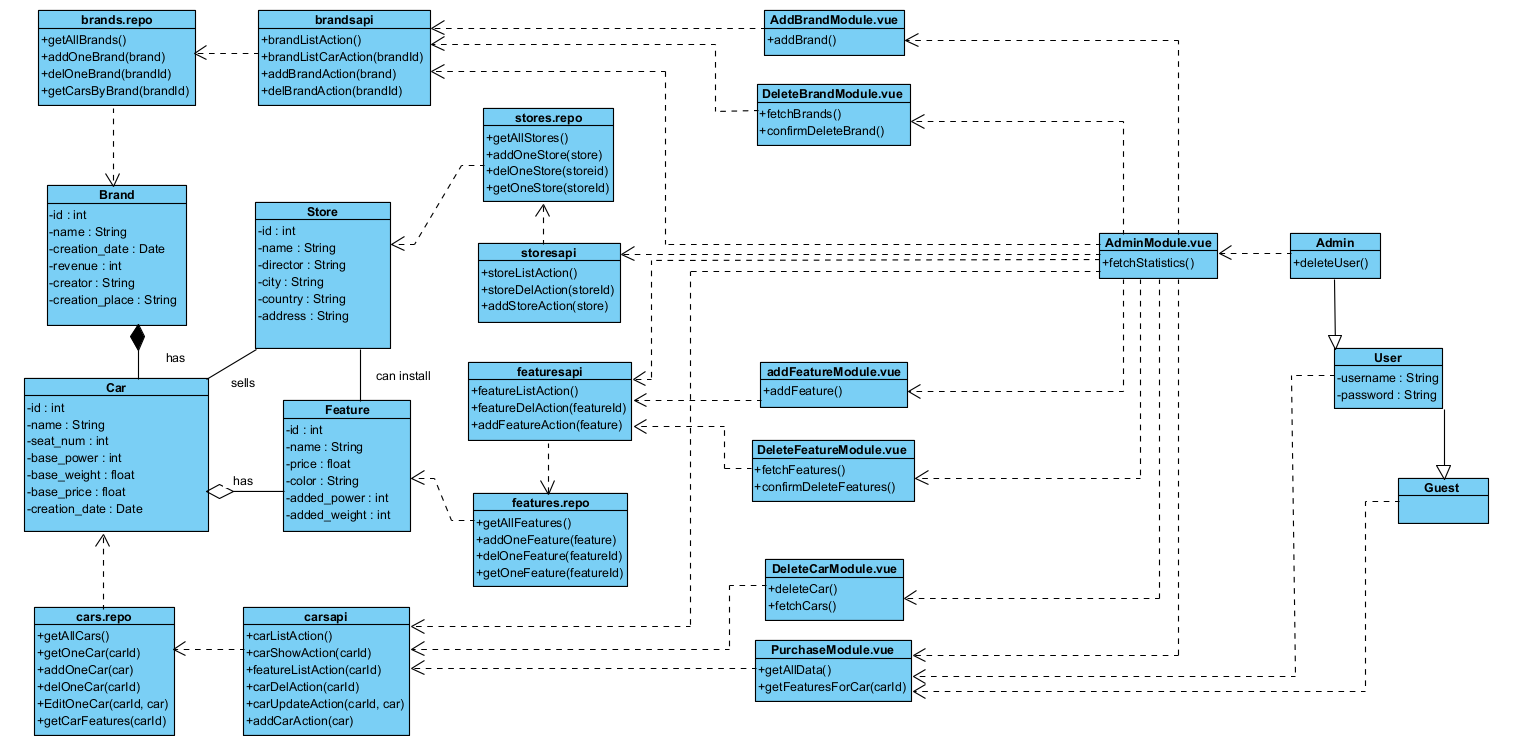 brands.repo
+getAllBrands()
+addOneBrand(brand)
+delOneBrand(brandId)
+getCarsByBrand(brandId)
brandsapi
+brandListAction()
+brandListCarAction(brandId)
+addBrandAction(brand)
+delBrandAction(brandId)
AddBrandModule.vue
+addBrand()
DeleteBrandModule.vue
+fetchBrands()
+confirmDeleteBrand()
stores.repo
+getAllStores()
+addOneStore(store)
+delOneStore(storeid)
+getOneStore(storeId)
Brand
-id : int
-name : String
-creation_date : Date
-revenue : int
-creator : String
-creation_place : String
Store
-id : int
-name : String
-director : String
-city : String
-country : String
-address : String
storesapi
+storeListAction()
+storeDelAction(storeId)
+addStoreAction(store)
AdminModule.vue
+fetchStatistics()
Admin
+deleteUser()
has
sells
can install
User
-username : String
-password : String
Car
-id : int
-name : String
-seat_num : int
-base_power : int
-base_weight : float
-base_price : float
-creation_date : Date
has
Feature
-id : int
-name : String
-price : float
-color : String
-added_power : int
-added_weight : int
featuresapi
+featureListAction()
+featureDelAction(featureId)
+addFeatureAction(feature)
addFeatureModule.vue
+addFeature()
DeleteFeatureModule.vue
+fetchFeatures()
+confirmDeleteFeatures()
Guest
features.repo
+getAllFeatures()
+addOneFeature(feature)
+delOneFeature(featureId)
+getOneFeature(featureId)
DeleteCarModule.vue
+deleteCar()
+fetchCars()
cars.repo
+getAllCars()
+getOneCar(carId)
+addOneCar(car)
+delOneCar(carId)
+EditOneCar(carId, car)
+getCarFeatures(carId)
carsapi
+carListAction()
+carShowAction(carId)
+featureListAction(carId)
+carDelAction(carId)
+carUpdateAction(carId, car)
+addCarAction(car)
PurchaseModule.vue
+getAllData()
+getFeaturesForCar(carId)